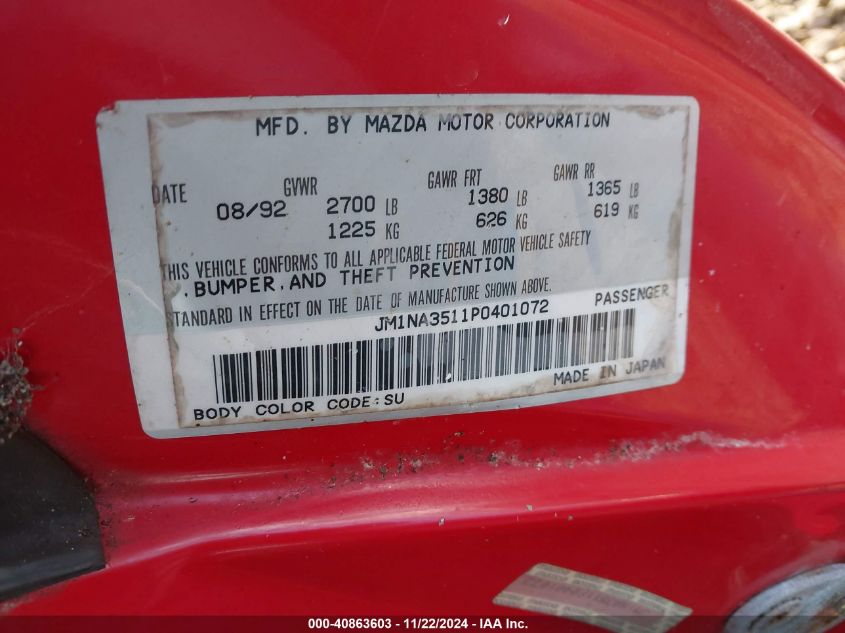 MFD. BY MAZDA MOTOR CORPORATION
DATE GVWR GAWR FRT GAWR RR
08/92 2700 LB 1380 LB 1365 LB
1225 KG 626 KG 619 KG
THIS VEHICLE CONFORMS TO ALL APPLICABLE FEDERAL MOTOR VEHICLE SAFETY
, BUMPER, AND THEFT PREVENTION
STANDARD IN EFFECT ON THE DATE OF MANUFACTURE SHOWN ABOVE.
JM1NA3511P0401072 PASSENGER
MADE IN JAPAN
BODY COLOR CODE:SU
000-40863603 - 11/22/2024 - IAA Inc.